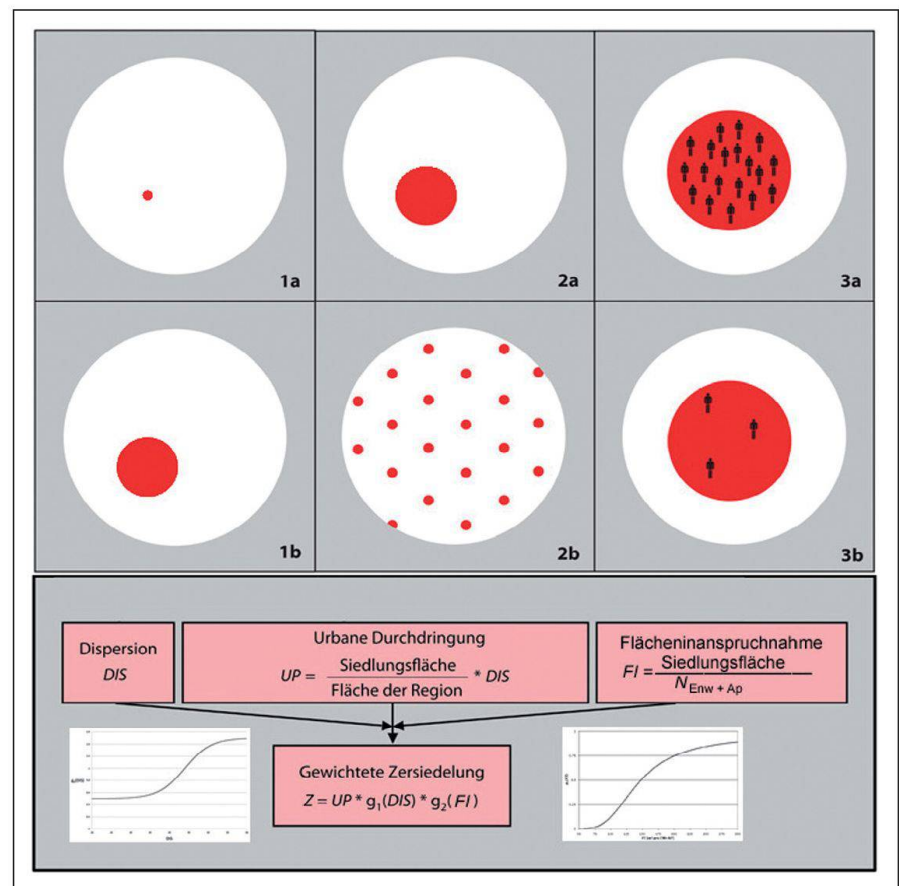 1a
2a
3a
1b
2b
3b
Dispersion
DIS
Urbane Durchdringung
UP = Siedlungsfläche
Fläche der Region * DIS
Flächeninanspruchnahme
FI = Siedlungsfläche
N Enw + Ap
Gewichtete Zersiedelung
Z = UP * g₁(DIS) * g₂(FI)